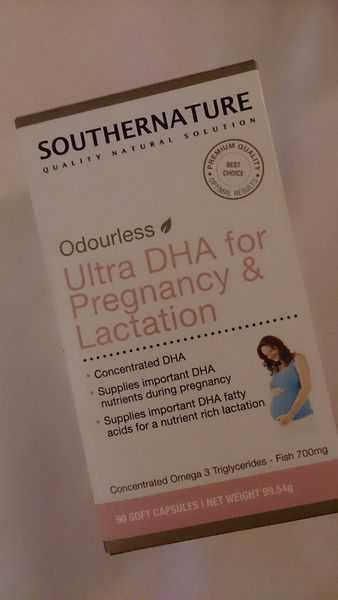 SOUTHERNATURE
QUALITY NATURAL SOLUTION
PREMIUM QUALITY
BEST
CHOICE
OPTIMAL RESULTS
Odourless
Ultra DHA for
Pregnancy &
Lactation
• Concentrated DHA
• Supplies important DHA
nutrients during pregnancy
• Supplies important DHA fatty
acids for a nutrient rich lactation
Concentrated Omega 3 Triglycerides - Fish 700mg
90 SOFT CAPSULES | NET WEIGHT 99.54g